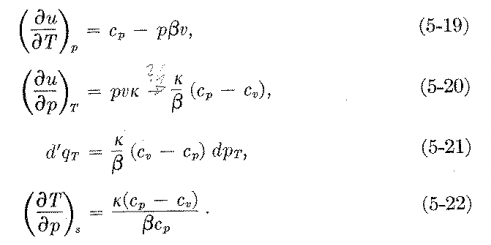 (∂u/∂T)_p = c_p − pβv, (5-19)
(∂u/∂p)_T = pvκ − κ/β (c_p − c_v), (5-20)
d'q_T = κ/β (c_v − c_p) dp_T, (5-21)
(∂T/∂p)_s = κ(c_p − c_v)/βc_p . (5-22)